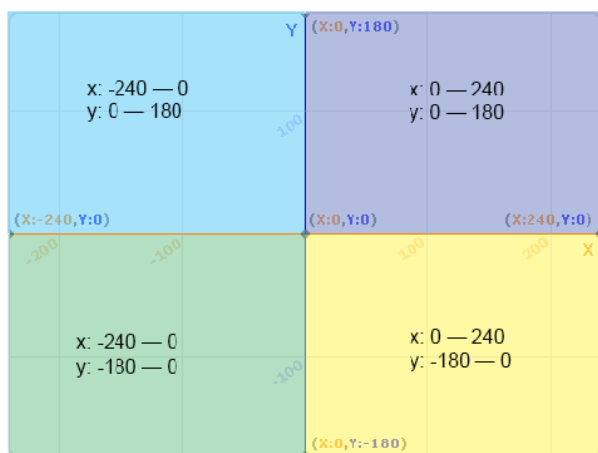 Y (X:0,Y:180)
x: -240 — 0
y: 0 — 180
x: 0 — 240
y: 0 — 180
100
(X:-240,Y:0) (X:0,Y:0) (X:240,Y:0)
-200 -100 100 200 X
x: -240 — 0
y: -180 — 0
x: 0 — 240
y: -180 — 0
-100
(X:0,Y:-180)